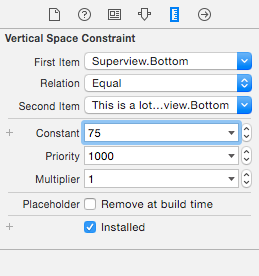 Vertical Space Constraint
First Item Superview.Bottom
Relation Equal
Second Item This is a lot...view.Bottom
Constant 75
Priority 1000
Multiplier 1
Placeholder Remove at build time
Installed